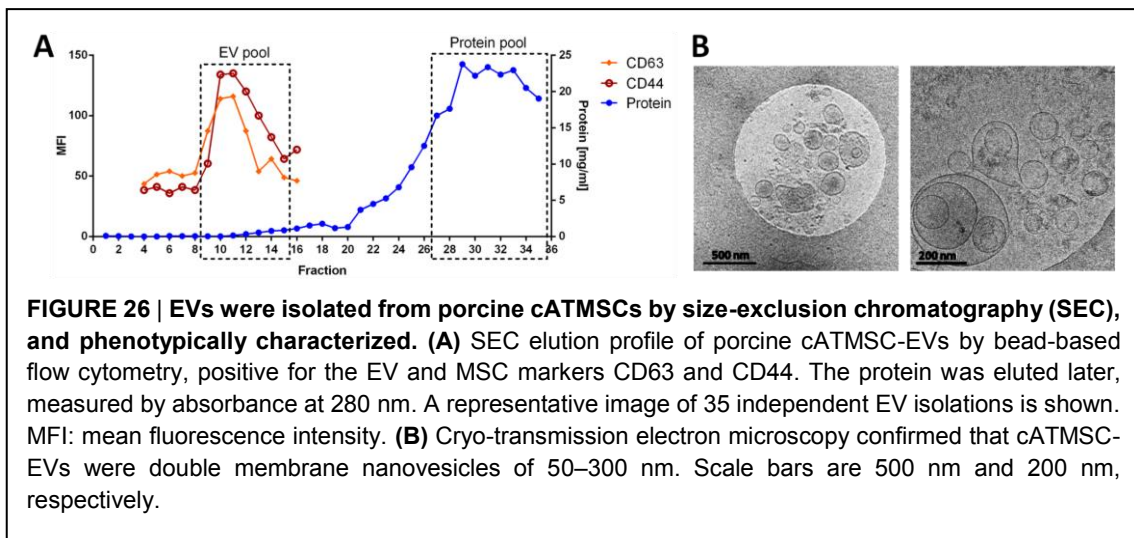 A
EV pool
Protein pool
CD63
CD44
Protein
150
100
50
0
MFI
25
20
15
10
5
0
Protein [mg/ml]
0 2 4 6 8 10 12 14 16 18 20 22 24 26 28 30 32 34 36
Fraction
B
500 nm
200 nm
FIGURE 26 | EVs were isolated from porcine cATMSCs by size-exclusion chromatography (SEC),
and phenotypically characterized. (A) SEC elution profile of porcine cATMSC-EVs by bead-based
flow cytometry, positive for the EV and MSC markers CD63 and CD44. The protein was eluted later,
measured by absorbance at 280 nm. A representative image of 35 independent EV isolations is shown.
MFI: mean fluorescence intensity. (B) Cryo-transmission electron microscopy confirmed that cATMSC-
EVs were double membrane nanovesicles of 50–300 nm. Scale bars are 500 nm and 200 nm,
respectively.